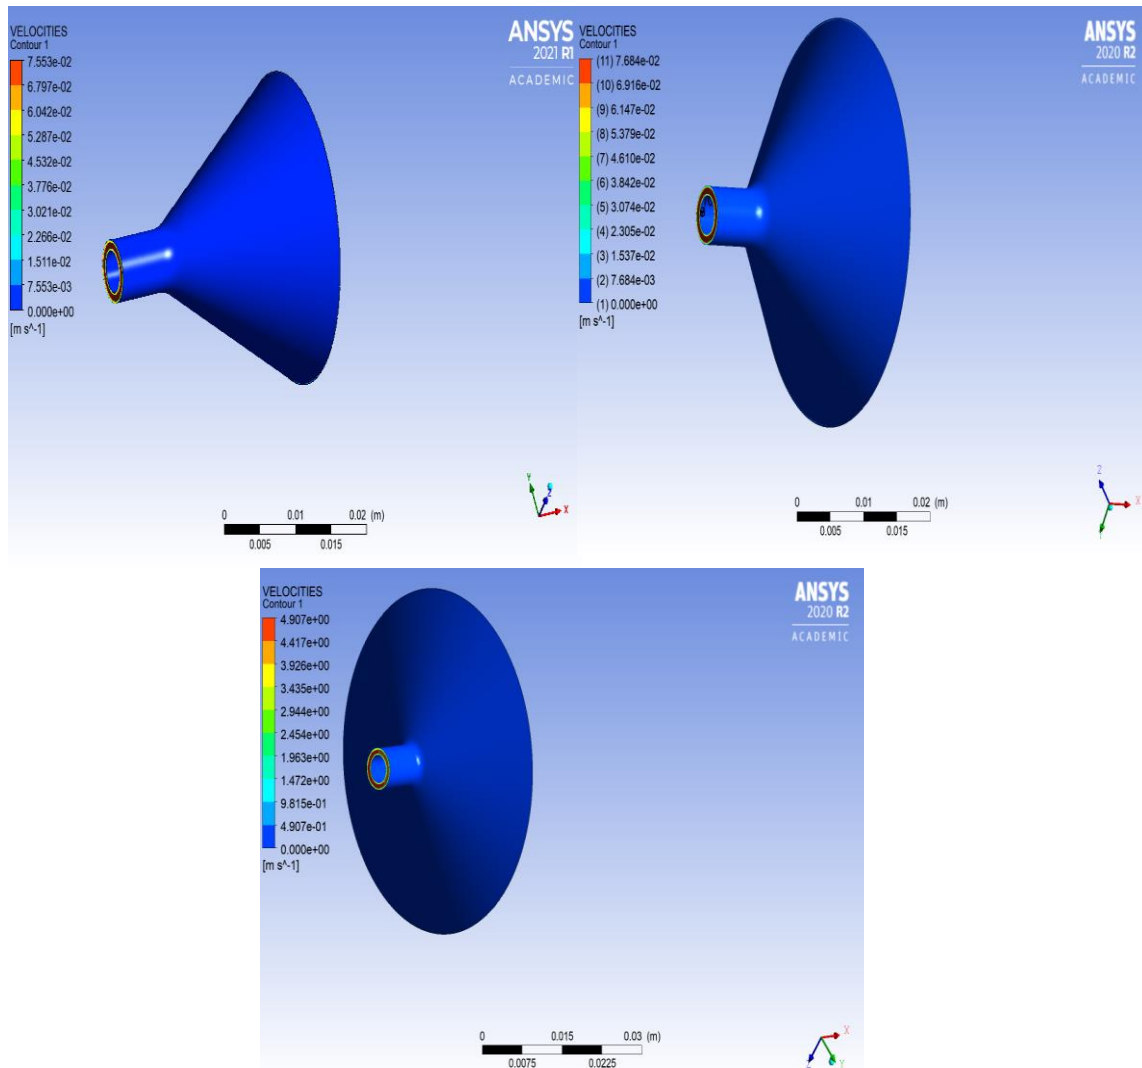 VELOCITIES
Contour 1
7.553e-02
6.797e-02
6.042e-02
5.287e-02
4.532e-02
3.776e-02
3.021e-02
2.266e-02
1.511e-02
7.553e-03
0.000e+00
[m s^-1]
ANSYS
2021 R1
ACADEMIC
Y
Z
X
0 0.01 0.02 (m)
0.005 0.015
VELOCITIES
Contour 1
(11) 7.684e-02
(10) 6.916e-02
(9) 6.147e-02
(8) 5.379e-02
(7) 4.610e-02
(6) 3.842e-02
(5) 3.074e-02
(4) 2.305e-02
(3) 1.537e-02
(2) 7.684e-03
(1) 0.000e+00
[m s^-1]
ANSYS
2020 R2
ACADEMIC
Z
X
0 0.01 0.02 (m)
0.005 0.015
VELOCITIES
Contour 1
4.907e+00
4.417e+00
3.926e+00
3.435e+00
2.944e+00
2.454e+00
1.963e+00
1.472e+00
9.815e-01
4.907e-01
0.000e+00
[m s^-1]
ANSYS
2020 R2
ACADEMIC
X
Z
Y
0 0.015 0.03 (m)
0.0075 0.0225